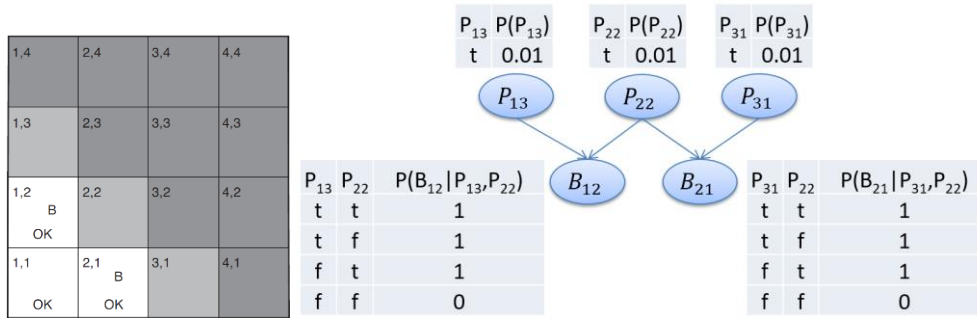 1,4 2,4 3,4 4,4
1,3 2,3 3,3 4,3
1,2 2,2 3,2 4,2
B
OK
1,1 2,1 3,1 4,1
B
OK OK
P₁₃ P(P₁₃)
t 0.01
P₂₂ P(P₂₂)
t 0.01
P₃₁ P(P₃₁)
t 0.01
P₁₃ P₂₂ P₃₁
B₁₂ B₂₁
P₁₃ P₂₂ P(B₁₂|P₁₃,P₂₂)
t t 1
t f 1
f t 1
f f 0
P₃₁ P₂₂ P(B₂₁|P₃₁,P₂₂)
t t 1
t f 1
f t 1
f f 0